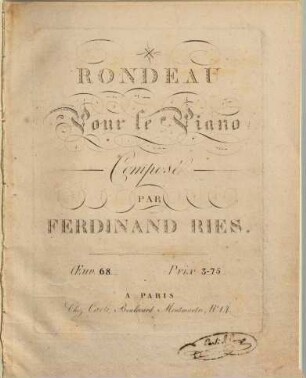 RONDEAU
Pour le Piano
Composé
PAR
FERDINAND RIES.
Œuv. 68. Prix 3-75
A PARIS
Chez Carli, Boulevard Montmartre, N° 14.